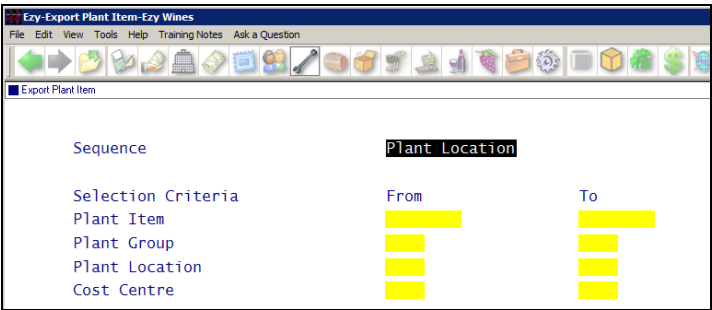 Ezy-Export Plant Item-Ezy Wines
File Edit View Tools Help Training Notes Ask a Question
Export Plant Item
Sequence Plant Location
Selection Criteria From To
Plant Item
Plant Group
Plant Location
Cost Centre